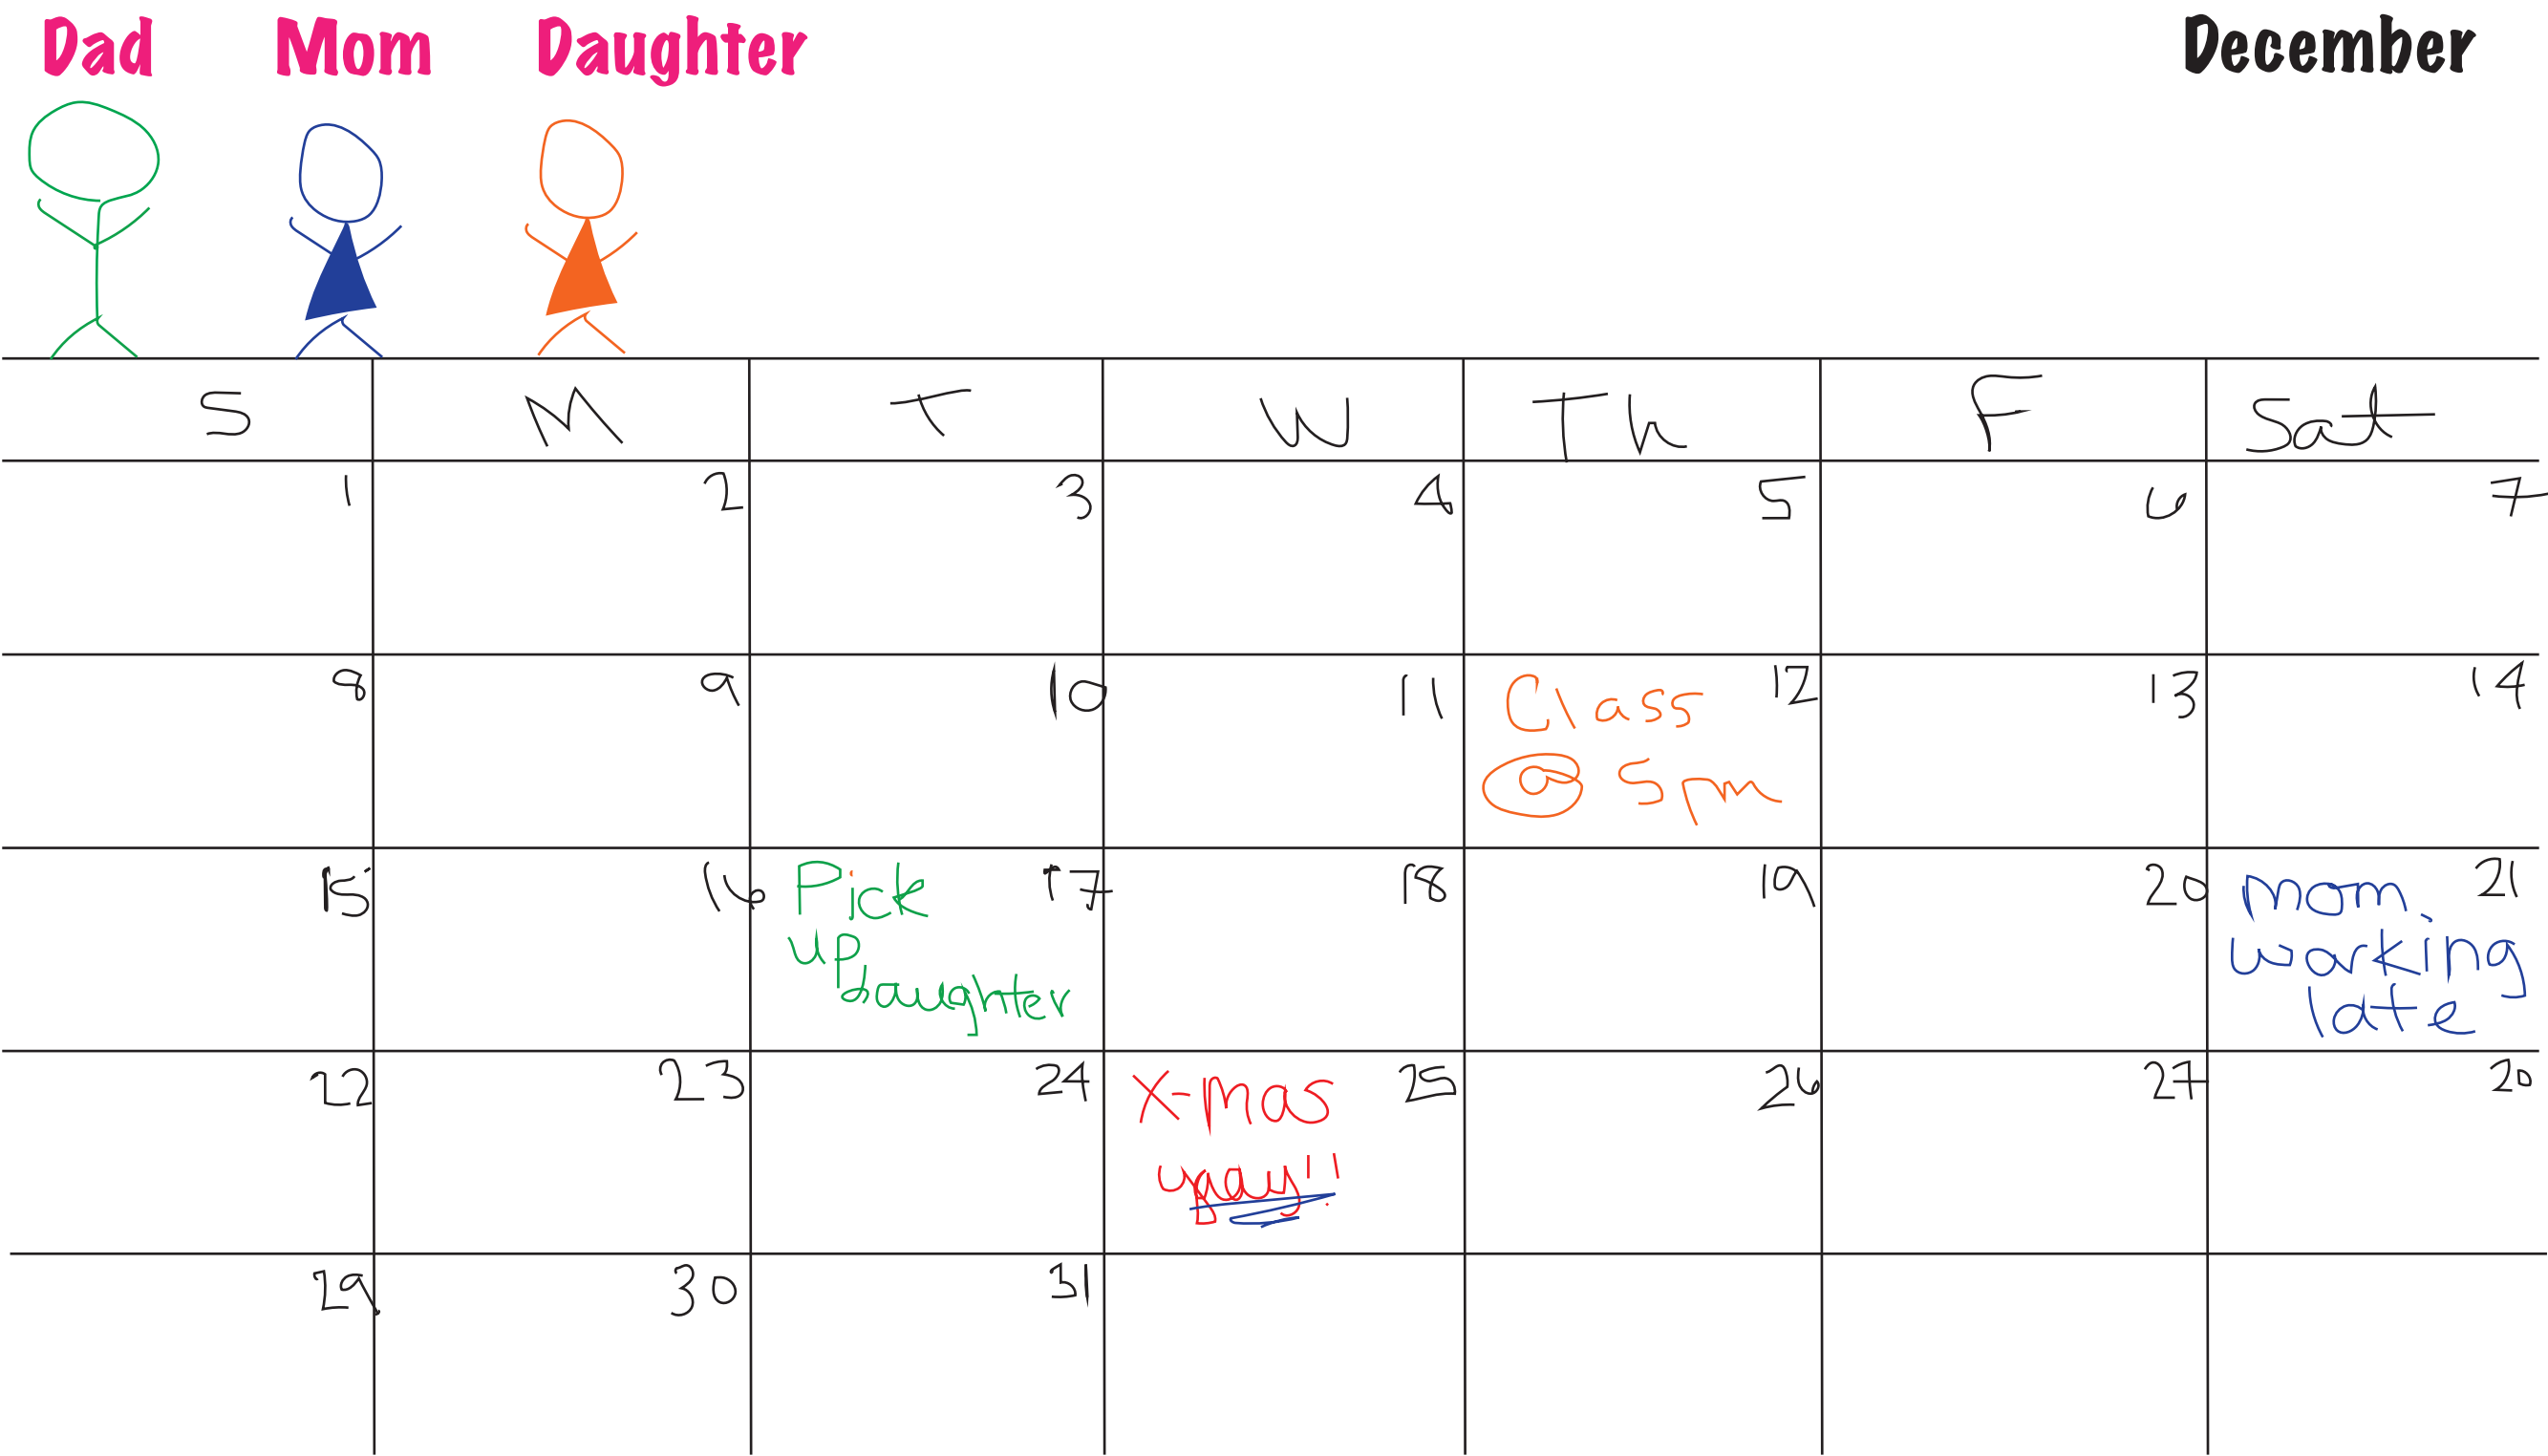 Dad Mom Daughter December
S M T W Th F Sat
1 2 3 4 5 6 7
8 9 10 11 12 13 14
Class
@ 5pm
15 16 17 18 19 20 21
Pick
up
daughter
mom
working
late
22 23 24 25 26 27 20
X-mas
yay!!
29 30 31